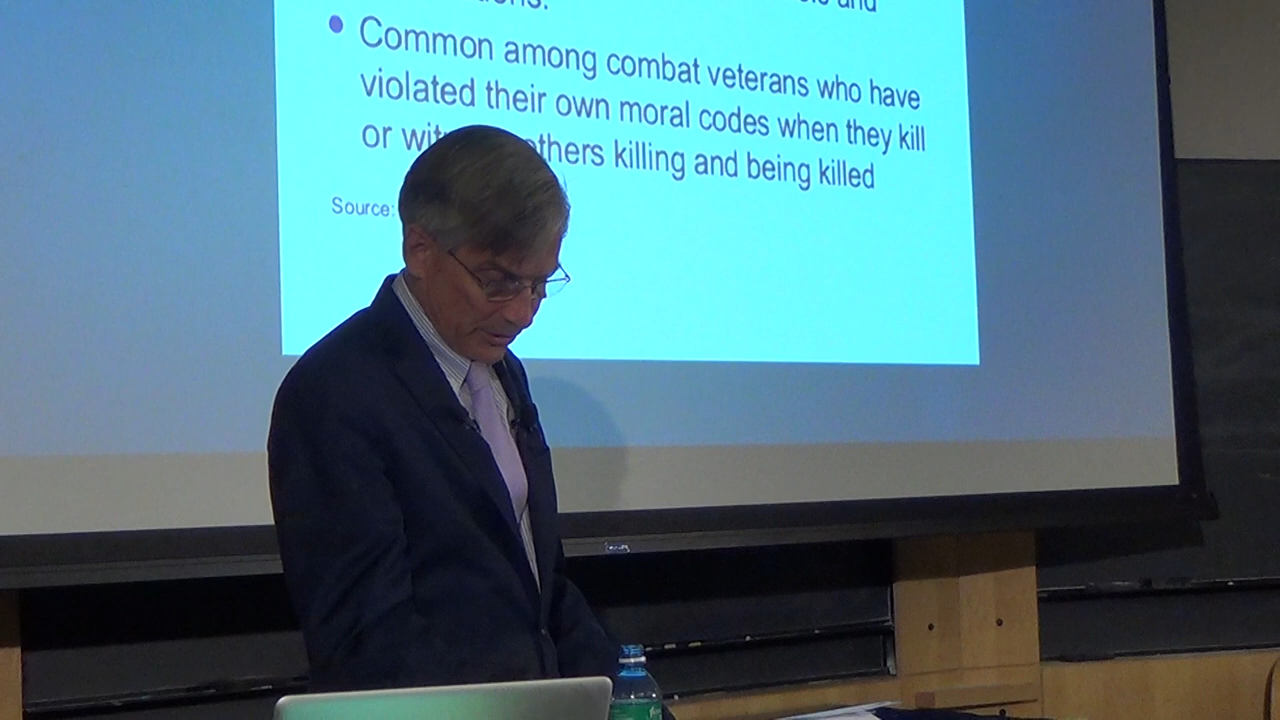 and
Common among combat veterans who have
violated their own moral codes when they kill
or others killing and being killed
Source: